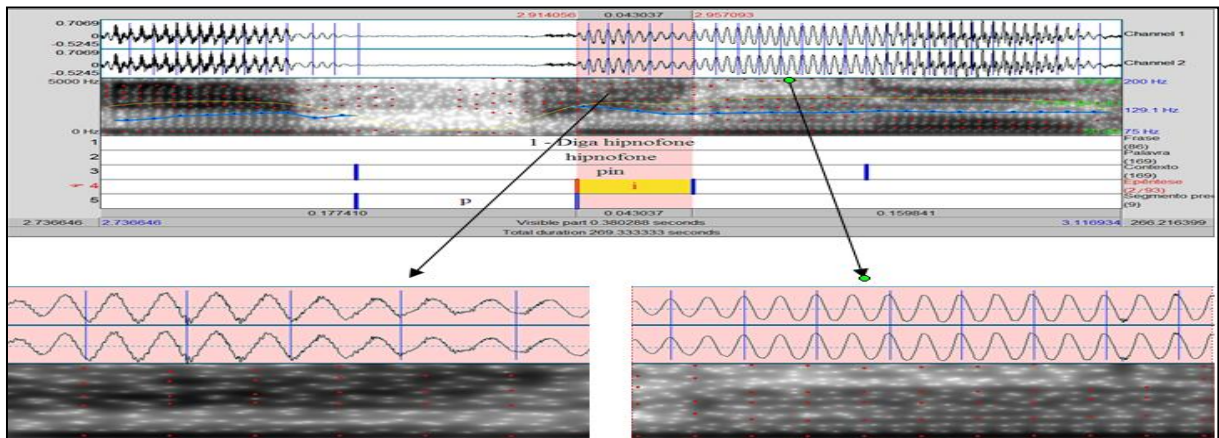 2.914056 0.043037 2.957093
0.7069
0
-0.5245
0.7069
0
-0.5245
Channel 1
Channel 2
5000 Hz
0 Hz
200 Hz
129.1 Hz
75 Hz
1 1 - Diga hipnofone Frase (86)
2 hipnofone Palavra (169)
3 pin Contexto (169)
4 i Epêntese (2/93)
5 p Segmento pre (9)
0.177410 0.043037 0.159841
2.736646 2.736646 Visible part 0.380288 seconds 3.116934 266.216399
Total duration 269.333333 seconds